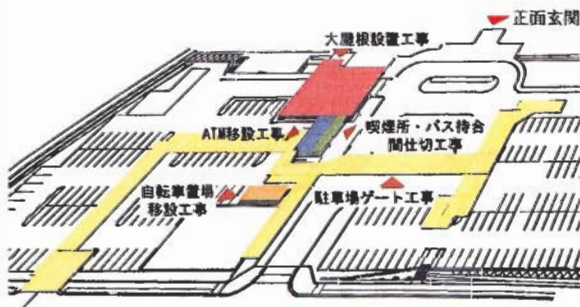 正面玄関
大屋根設置工事
ATM移設工事
喫煙所・バス待合
間仕切工事
自転車置場
移設工事
駐車場ゲート工事